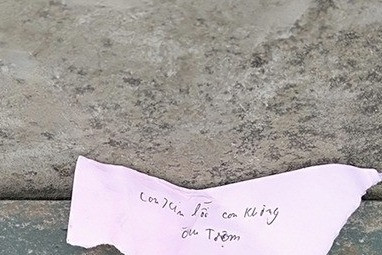 Con xin lỗi con không
ăn Trộm